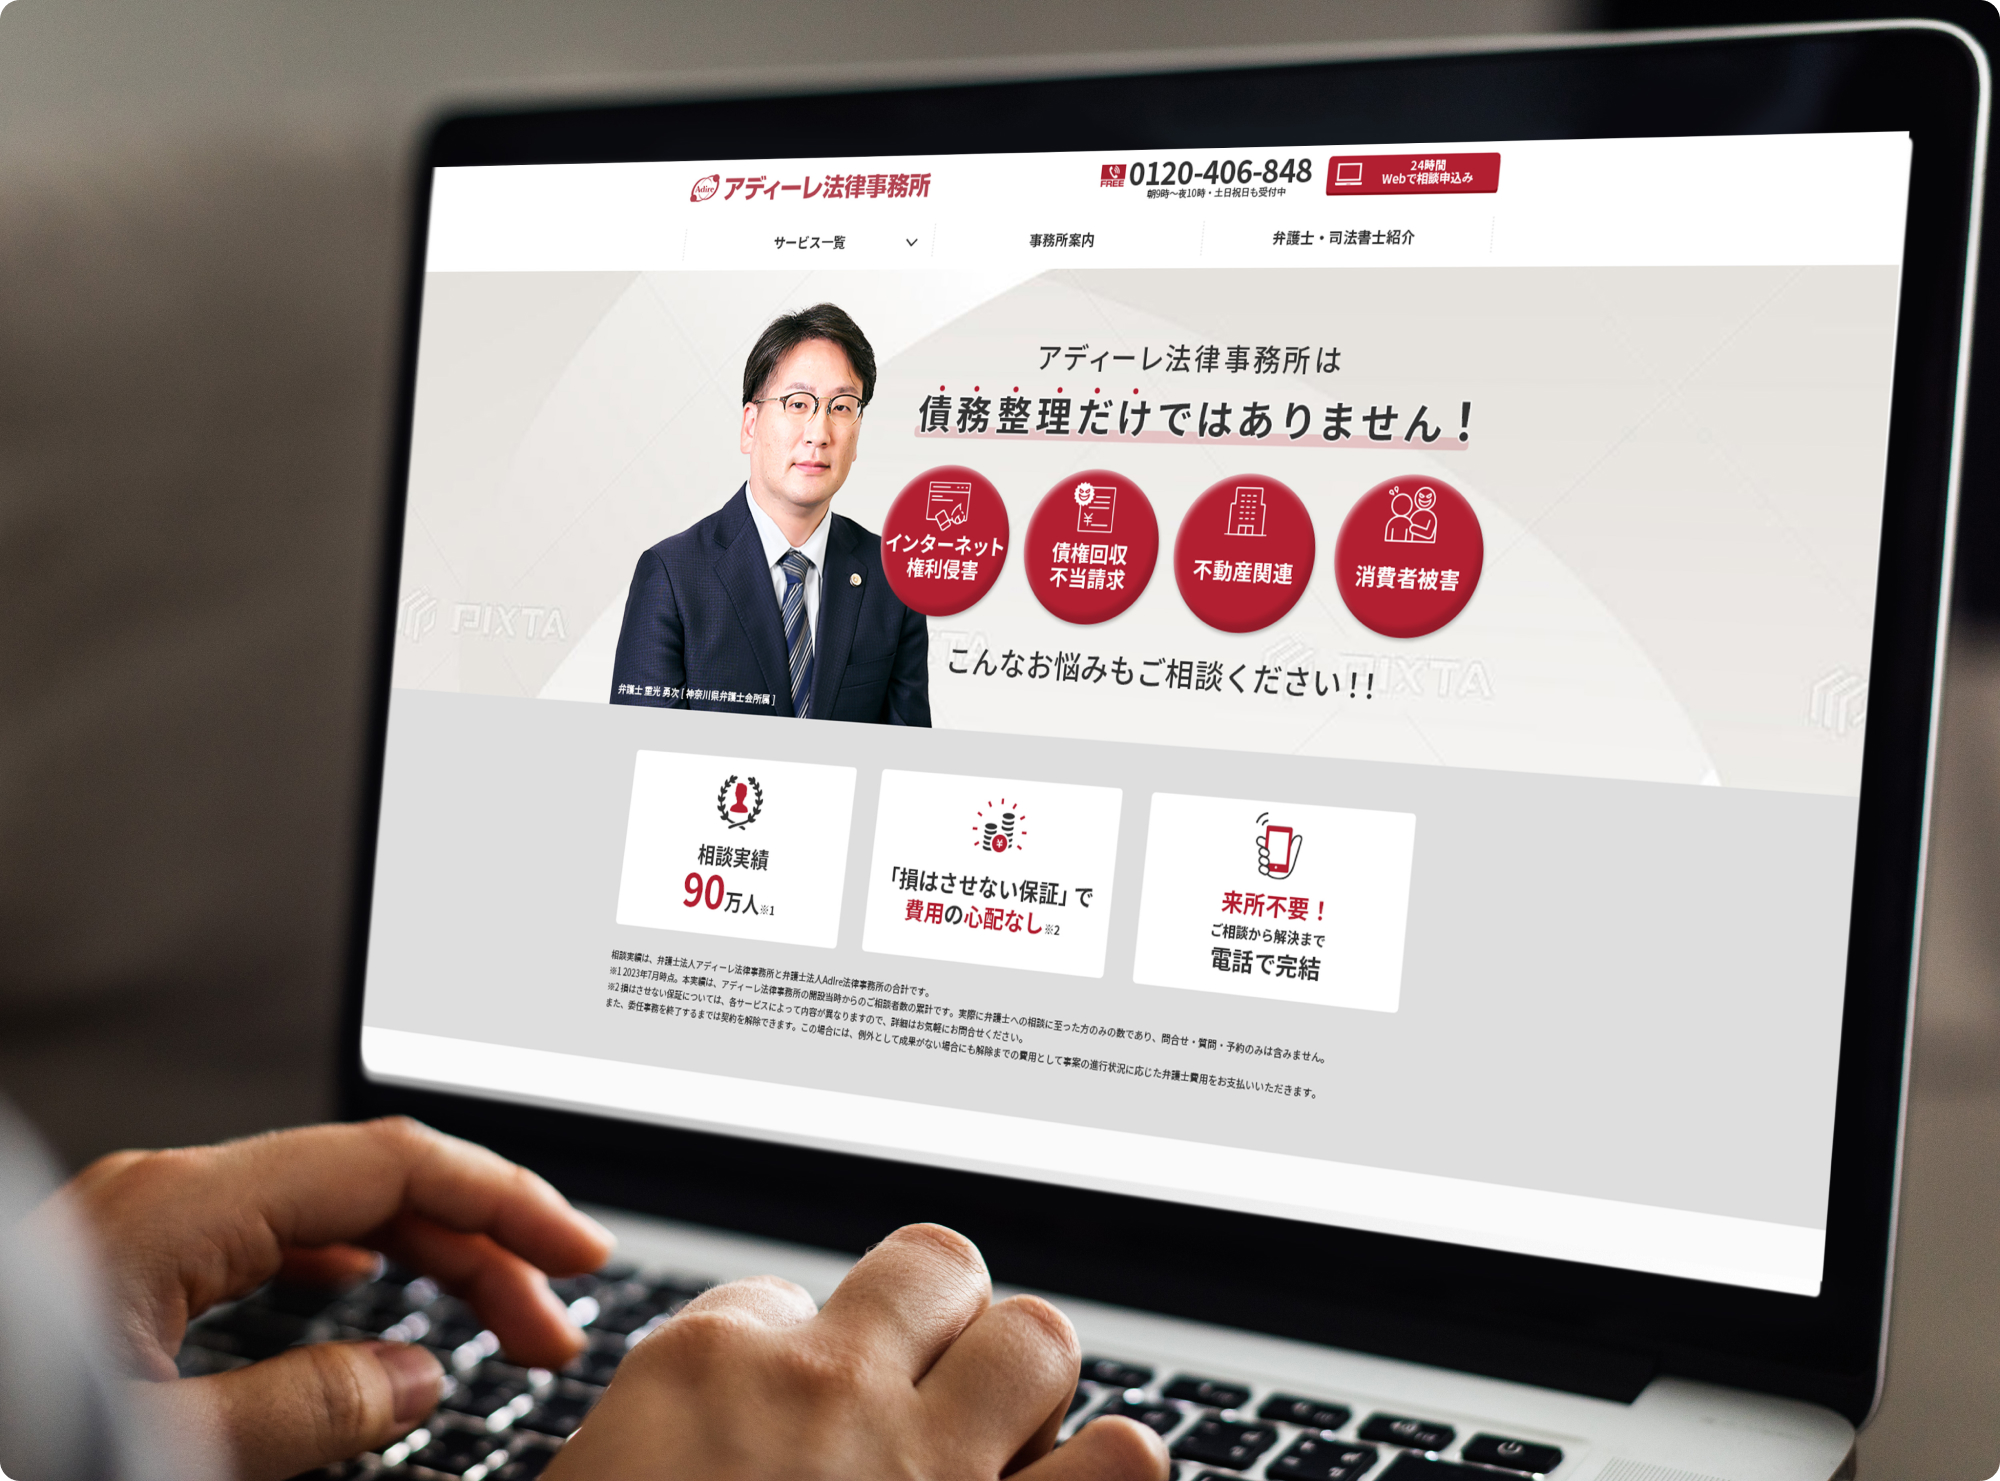 Adire アディーレ法律事務所
FREE 0120-406-848
朝9時〜夜10時・土日祝日も受付中
24時間
Webで相談申込み
サービス一覧
事務所案内
弁護士・司法書士紹介
アディーレ法律事務所は
債務整理だけではありません！
インターネット
権利侵害
債権回収
不当請求
不動産関連
消費者被害
こんなお悩みもご相談ください!!
弁護士 重光 勇次 [ 神奈川県弁護士会所属 ]
PIXTA
PIXTA
相談実績
90万人※1
「損はさせない保証」で
費用の心配なし※2
来所不要！
ご相談から解決まで
電話で完結
相談実績は、弁護士法人アディーレ法律事務所と弁護士法人AdIre法律事務所の合計です。
※1 2023年7月時点。本実績は、アディーレ法律事務所の開設当時からのご相談者数の累計です。実際に弁護士への相談に至った方のみの数であり、問合せ・質問・予約のみは含みません。
※2 損はさせない保証については、各サービスによって内容が異なりますので、詳細はお気軽にお問合せください。
また、委任事務を終了するまでは契約を解除できます。この場合には、例外として成果がない場合にも解除までの費用として事案の進行状況に応じた弁護士費用をお支払いいただきます。